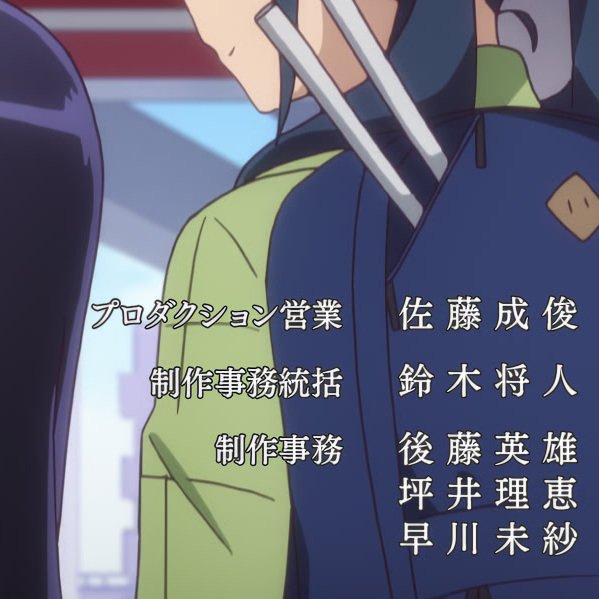 プロダクション営業 佐藤成俊
制作事務統括 鈴木将人
制作事務 後藤英雄
坪井理恵
早川未紗